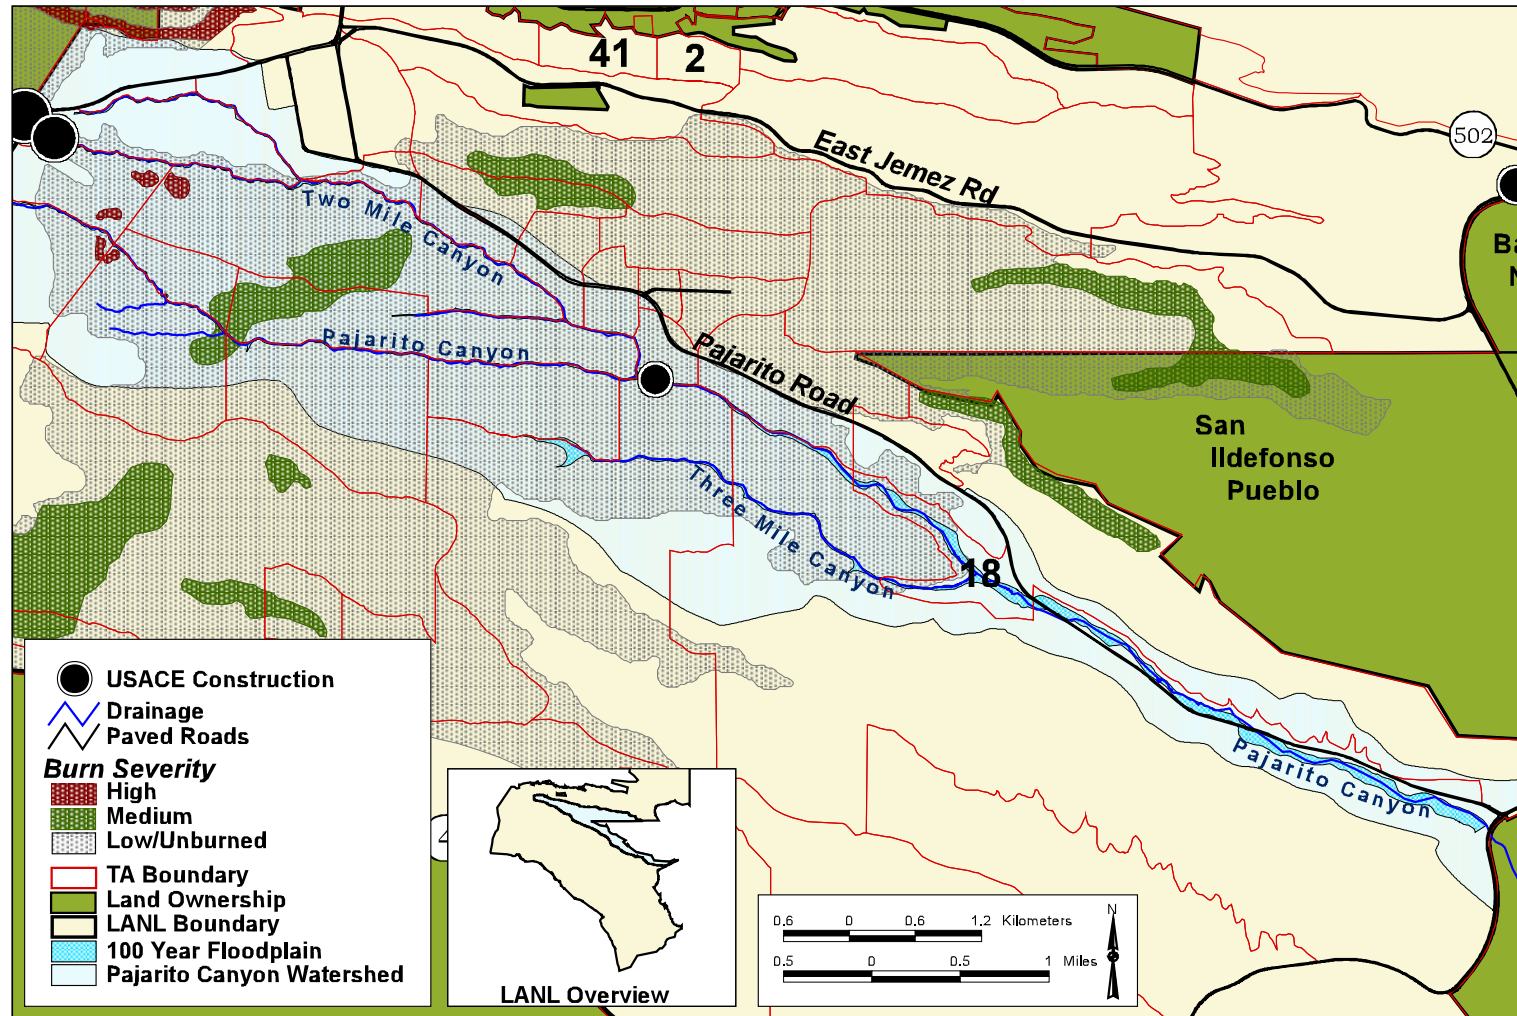 41 2
502
East Jemez Rd
Two Mile Canyon
Ba
N
Pajarito Canyon
Pajarito Road
San
Ildefonso
Pueblo
Three Mile Canyon
18
Pajarito Canyon
USACE Construction
Drainage
Paved Roads
Burn Severity
High
Medium
Low/Unburned
TA Boundary
Land Ownership
LANL Boundary
100 Year Floodplain
Pajarito Canyon Watershed
4
LANL Overview
0.6 0 0.6 1.2 Kilometers
0.5 0 0.5 1 Miles
N